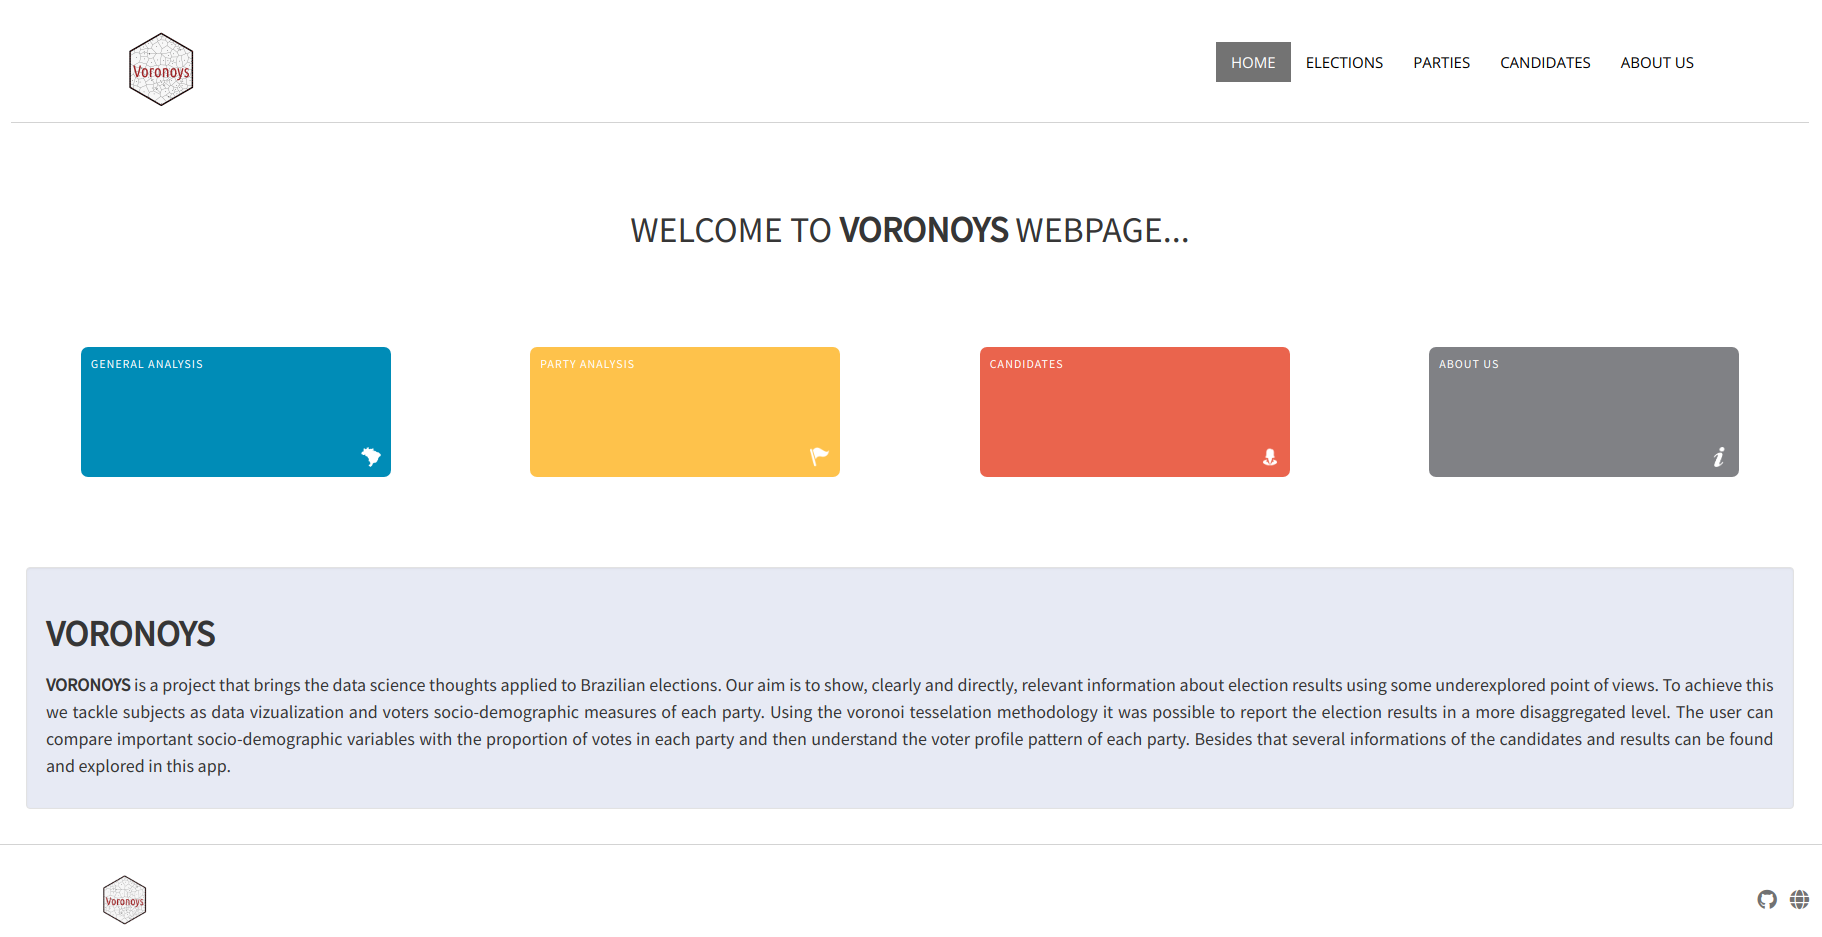 Voronoys
HOME ELECTIONS PARTIES CANDIDATES ABOUT US
WELCOME TO VORONOYS WEBPAGE...
GENERAL ANALYSIS
PARTY ANALYSIS
CANDIDATES
ABOUT US
VORONOYS
VORONOYS is a project that brings the data science thoughts applied to Brazilian elections. Our aim is to show, clearly and directly, relevant information about election results using some underexplored point of views. To achieve this
we tackle subjects as data vizualization and voters socio-demographic measures of each party. Using the voronoi tesselation methodology it was possible to report the election results in a more disaggregated level. The user can
compare important socio-demographic variables with the proportion of votes in each party and then understand the voter profile pattern of each party. Besides that several informations of the candidates and results can be found
and explored in this app.
Voronoys